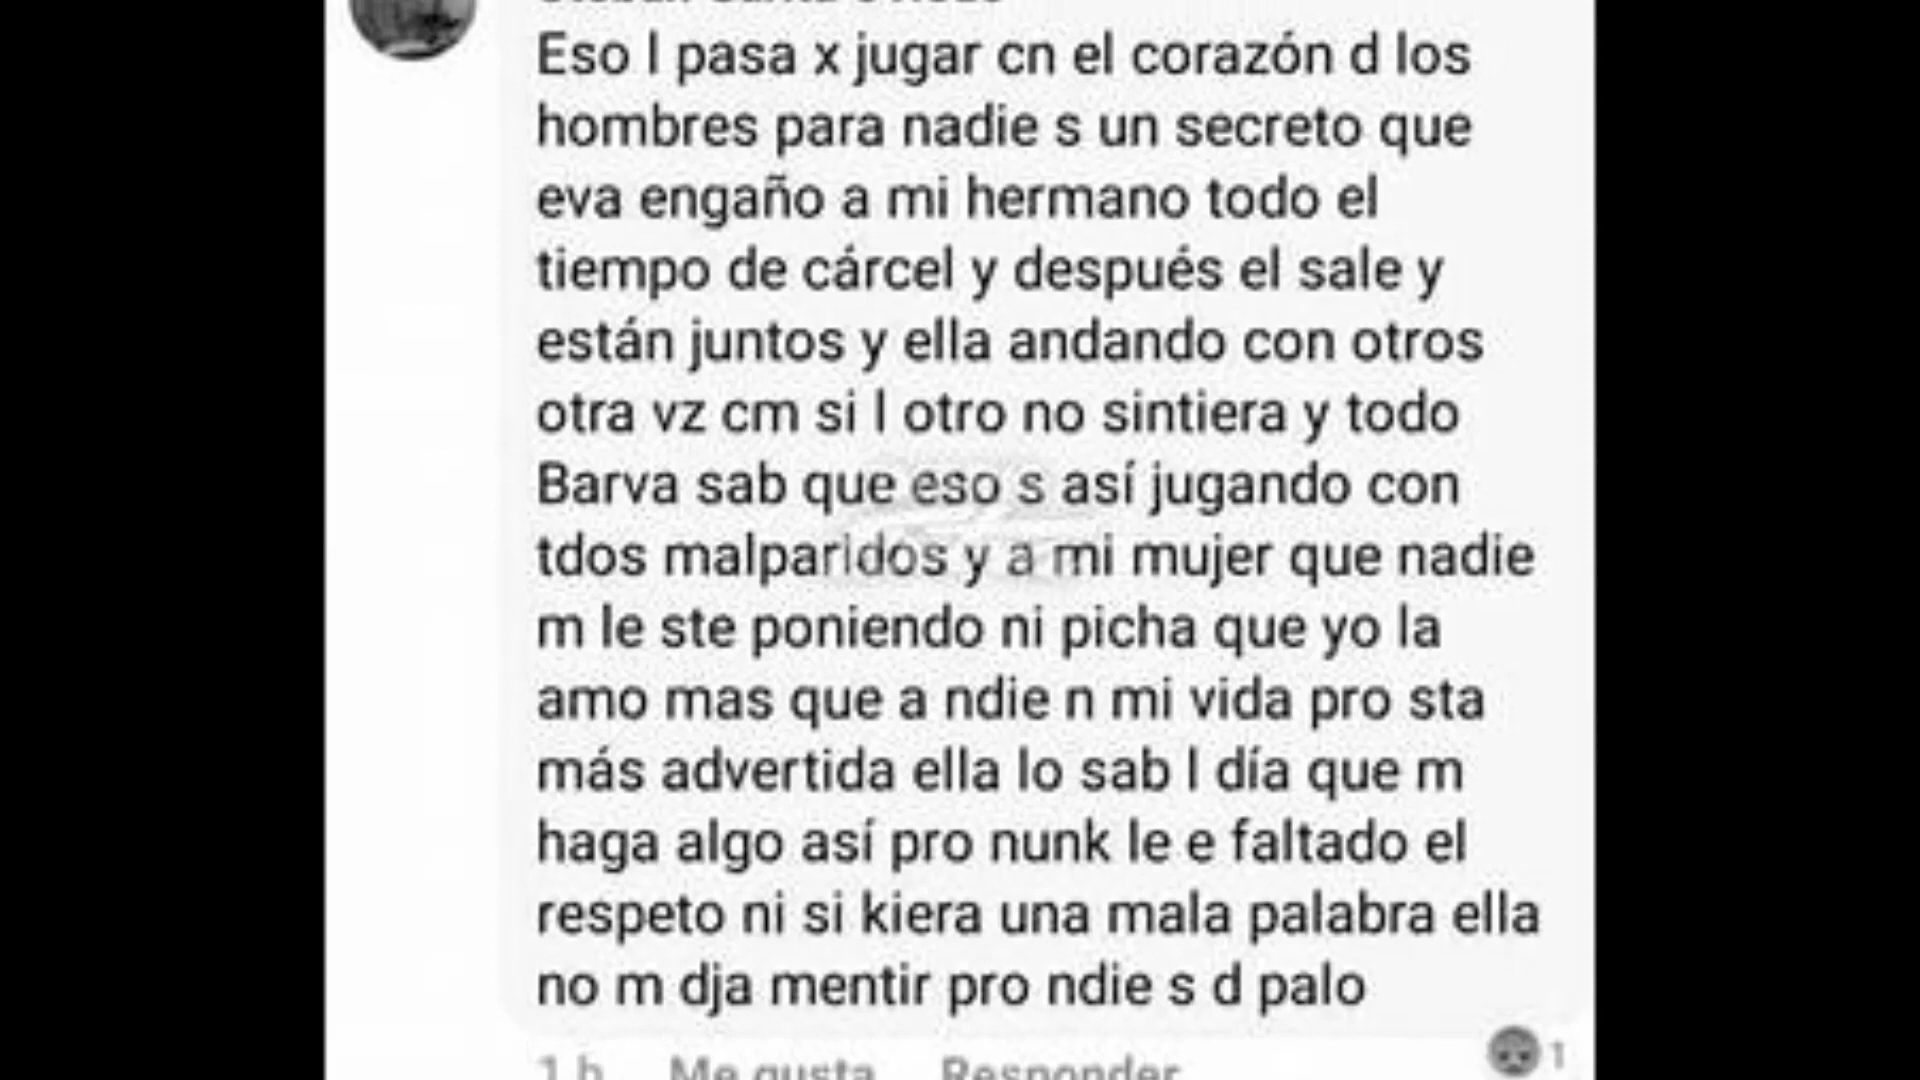 Eso l pasa x jugar cn el corazón d los
hombres para nadie s un secreto que
eva engaño a mi hermano todo el
tiempo de cárcel y después el sale y
están juntos y ella andando con otros
otra vz cm si l otro no sintiera y todo
Barva sab que eso s así jugando con
tdos malparidos y a mi mujer que nadie
m le ste poniendo ni picha que yo la
amo mas que a ndie n mi vida pro sta
más advertida ella lo sab l día que m
haga algo así pro nunk le e faltado el
respeto ni si kiera una mala palabra ella
no m dja mentir pro ndie s d palo
1 h Me gusta Responder 1